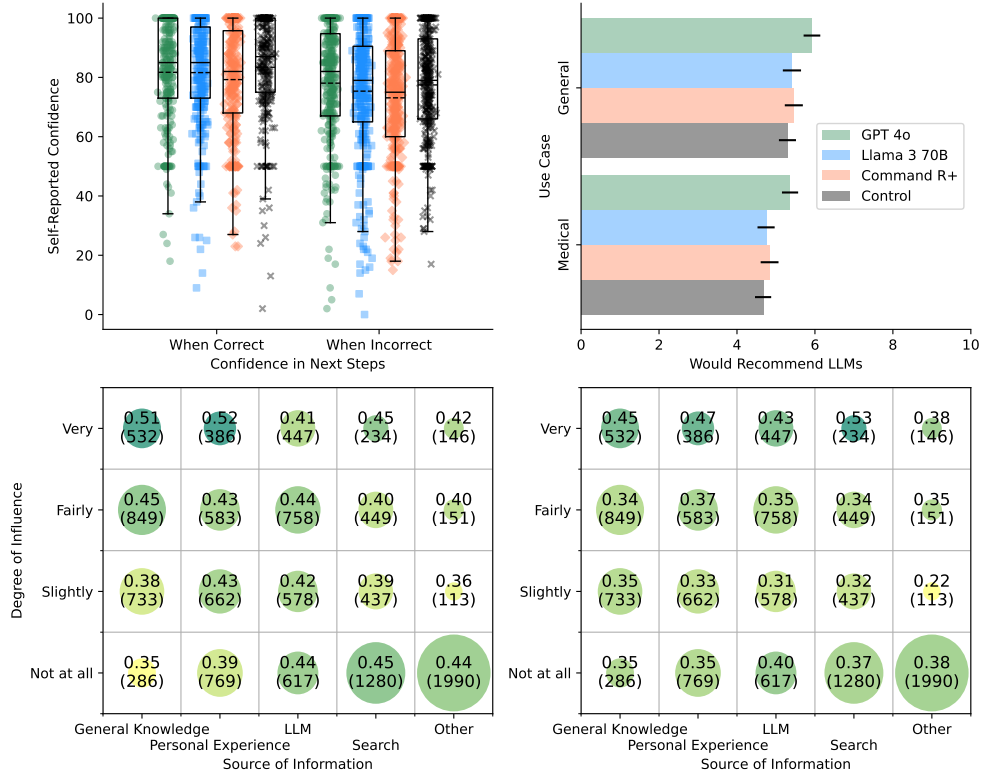 100
80
60
40
20
0
Self-Reported Confidence
When Correct
When Incorrect
Confidence in Next Steps
General
Medical
Use Case
GPT 4o
Llama 3 70B
Command R+
Control
0
2
4
6
8
10
Would Recommend LLMs
Degree of Influence
Very
0.51 0.52 0.41 0.45 0.42
(532) (386) (447) (234) (146)
Fairly
0.45 0.43 0.44 0.40 0.40
(849) (583) (758) (449) (151)
Slightly
0.38 0.43 0.42 0.39 0.36
(733) (662) (578) (437) (113)
Not at all
0.35 0.39 0.44 0.45 0.44
(286) (769) (617) (1280) (1990)
General Knowledge LLM Other
Personal Experience Search
Source of Information
Very
0.45 0.47 0.43 0.53 0.38
(532) (386) (447) (234) (146)
Fairly
0.34 0.37 0.35 0.34 0.35
(849) (583) (758) (449) (151)
Slightly
0.35 0.33 0.31 0.32 0.22
(733) (662) (578) (437) (113)
Not at all
0.35 0.35 0.40 0.37 0.38
(286) (769) (617) (1280) (1990)
General Knowledge LLM Other
Personal Experience Search
Source of Information